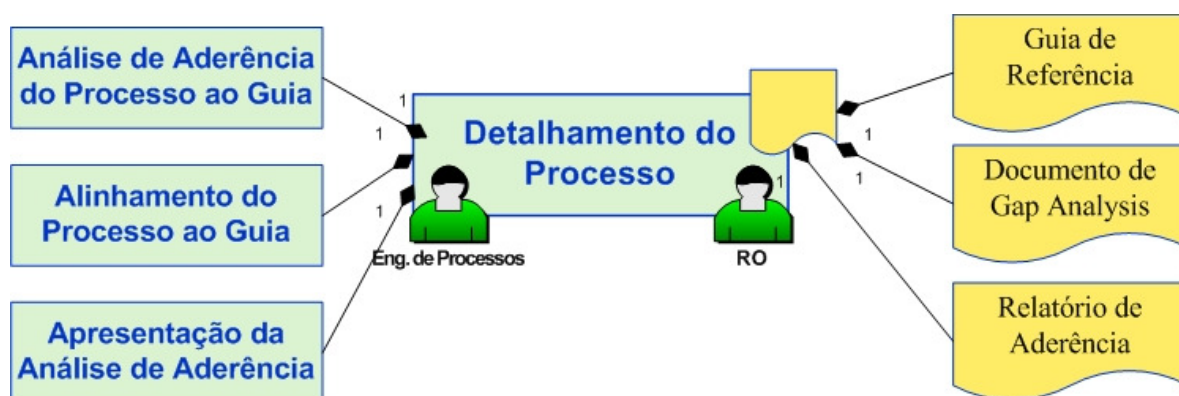 Análise de Aderência
do Processo ao Guia
Alinhamento do
Processo ao Guia
Apresentação da
Análise de Aderência
1
1
1
Detalhamento do
Processo
1
Eng. de Processos
RO
1
1
Guia de
Referência
Documento de
Gap Analysis
Relatório de
Aderência